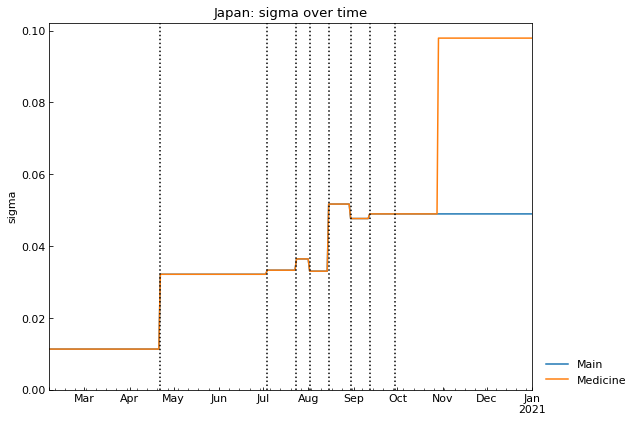 Japan: sigma over time
sigma
0.10
0.08
0.06
0.04
0.02
0.00
Mar Apr May Jun Jul Aug Sep Oct Nov Dec Jan
2021
Main
Medicine